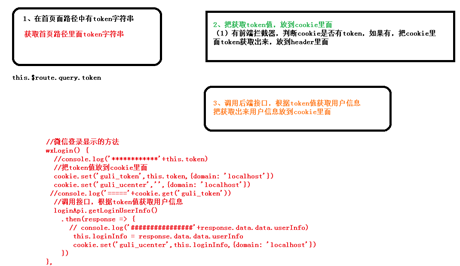 1、在首页面路径中有token字符串
获取首页路径里面token字符串
this.$route.query.token
2、把获取token值，放到cookie里面
（1）有前端拦截器，判断cookie是否有token，如果有，把cookie里
面token获取出来，放到header里面
3、调用后端接口，根据token值获取用户信息
把获取出来用户信息放到cookie里面
//微信登录显示的方法
wxLogin() {
//console.log('************'+this.token)
//把token值放到cookie里面
cookie.set('guli_token',this.token,{domain: 'localhost'})
cookie.set('guli_ucenter','',{domain: 'localhost'})
//console.log('====='+cookie.get('guli_token'))
//调用接口，根据token值获取用户信息
loginApi.getLoginUserInfo()
.then(response => {
// console.log('################'+response.data.data.userInfo)
this.loginInfo = response.data.data.userInfo
cookie.set('guli_ucenter',this.loginInfo,{domain: 'localhost'})
})
},